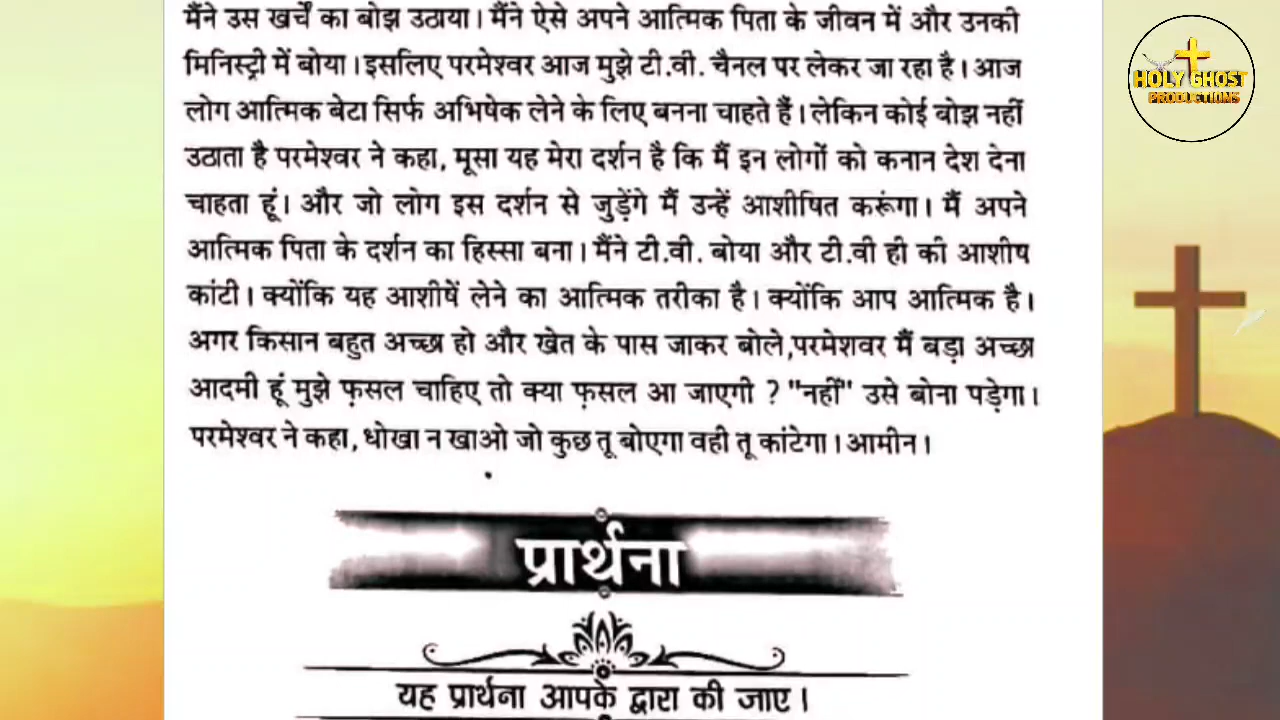 मैंने उस खर्चे का बोझ उठाया। मैंने ऐसे अपने आत्मिक पिता के जीवन में और उनकी
मिनिस्ट्री में बोया। इसलिए परमेश्वर आज मुझे टी.वी. चैनल पर लेकर जा रहा है। आज
लोग आत्मिक बेटा सिर्फ अभिषेक लेने के लिए बनना चाहते हैं। लेकिन कोई बोझ नहीं
उठाता है परमेश्वर ने कहा, मूसा यह मेरा दर्शन है कि मैं इन लोगों को कनान देश देना
चाहता हूं। और जो लोग इस दर्शन से जुड़ेंगे मैं उन्हें आशीषित करूंगा। मैं अपने
आत्मिक पिता के दर्शन का हिस्सा बना। मैंने टी.वी. बोया और टी.वी ही की आशीष
कांटी। क्योंकि यह आशीषें लेने का आत्मिक तरीका है। क्योंकि आप आत्मिक है।
अगर किसान बहुत अच्छा हो और खेत के पास जाकर बोले,परमेशवर मैं बड़ा अच्छा
आदमी हूं मुझे फ़सल चाहिए तो क्या फ़सल आ जाएगी ? "नहीं" उसे बोना पड़ेगा।
परमेश्वर ने कहा, धोखा न खाओ जो कुछ तू बोएगा वही तू कांटेगा। आमीन।
प्रार्थना
यह प्रार्थना आपके द्वारा की जाए।
HOLY GHOST
PRODUCTIONS